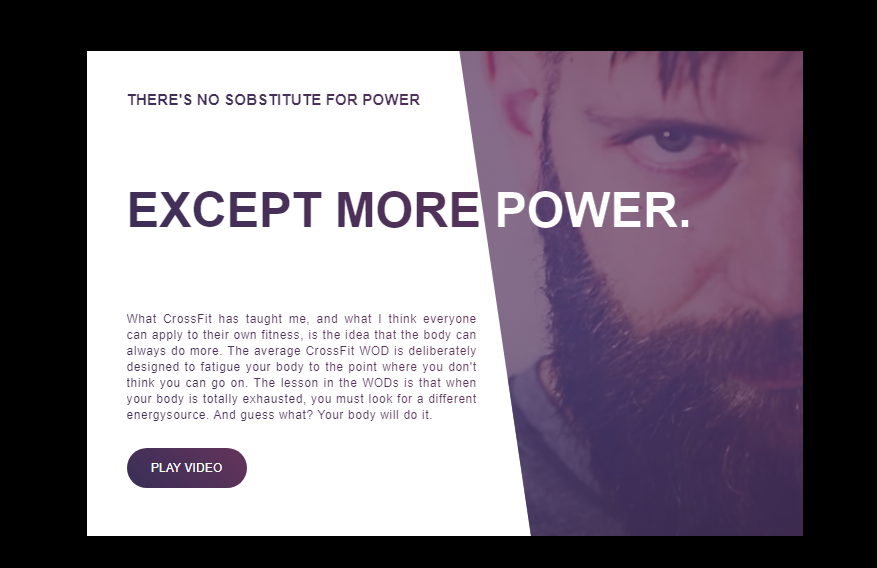 THERE'S NO SOBSTITUTE FOR POWER
EXCEPT MORE POWER.
What CrossFit has taught me, and what I think everyone
can apply to their own fitness, is the idea that the body can
always do more. The average CrossFit WOD is deliberately
designed to fatigue your body to the point where you don't
think you can go on. The lesson in the WODs is that when
your body is totally exhausted, you must look for a different
energysource. And guess what? Your body will do it.
PLAY VIDEO